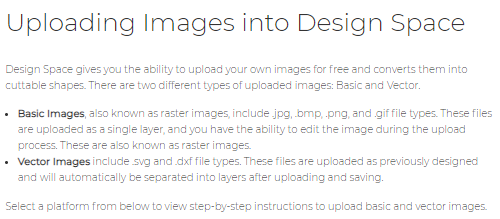 Uploading Images into Design Space
Design Space gives you the ability to upload your own images for free and converts them into
cuttable shapes. There are two different types of uploaded images: Basic and Vector.
• Basic Images, also known as raster images, include .jpg, .bmp, .png, and .gif file types. These files
are uploaded as a single layer, and you have the ability to edit the image during the upload
process. These are also known as raster images.
• Vector Images include .svg and .dxf file types. These files are uploaded as previously designed
and will automatically be separated into layers after uploading and saving.
Select a platform from below to view step-by-step instructions to upload basic and vector images.